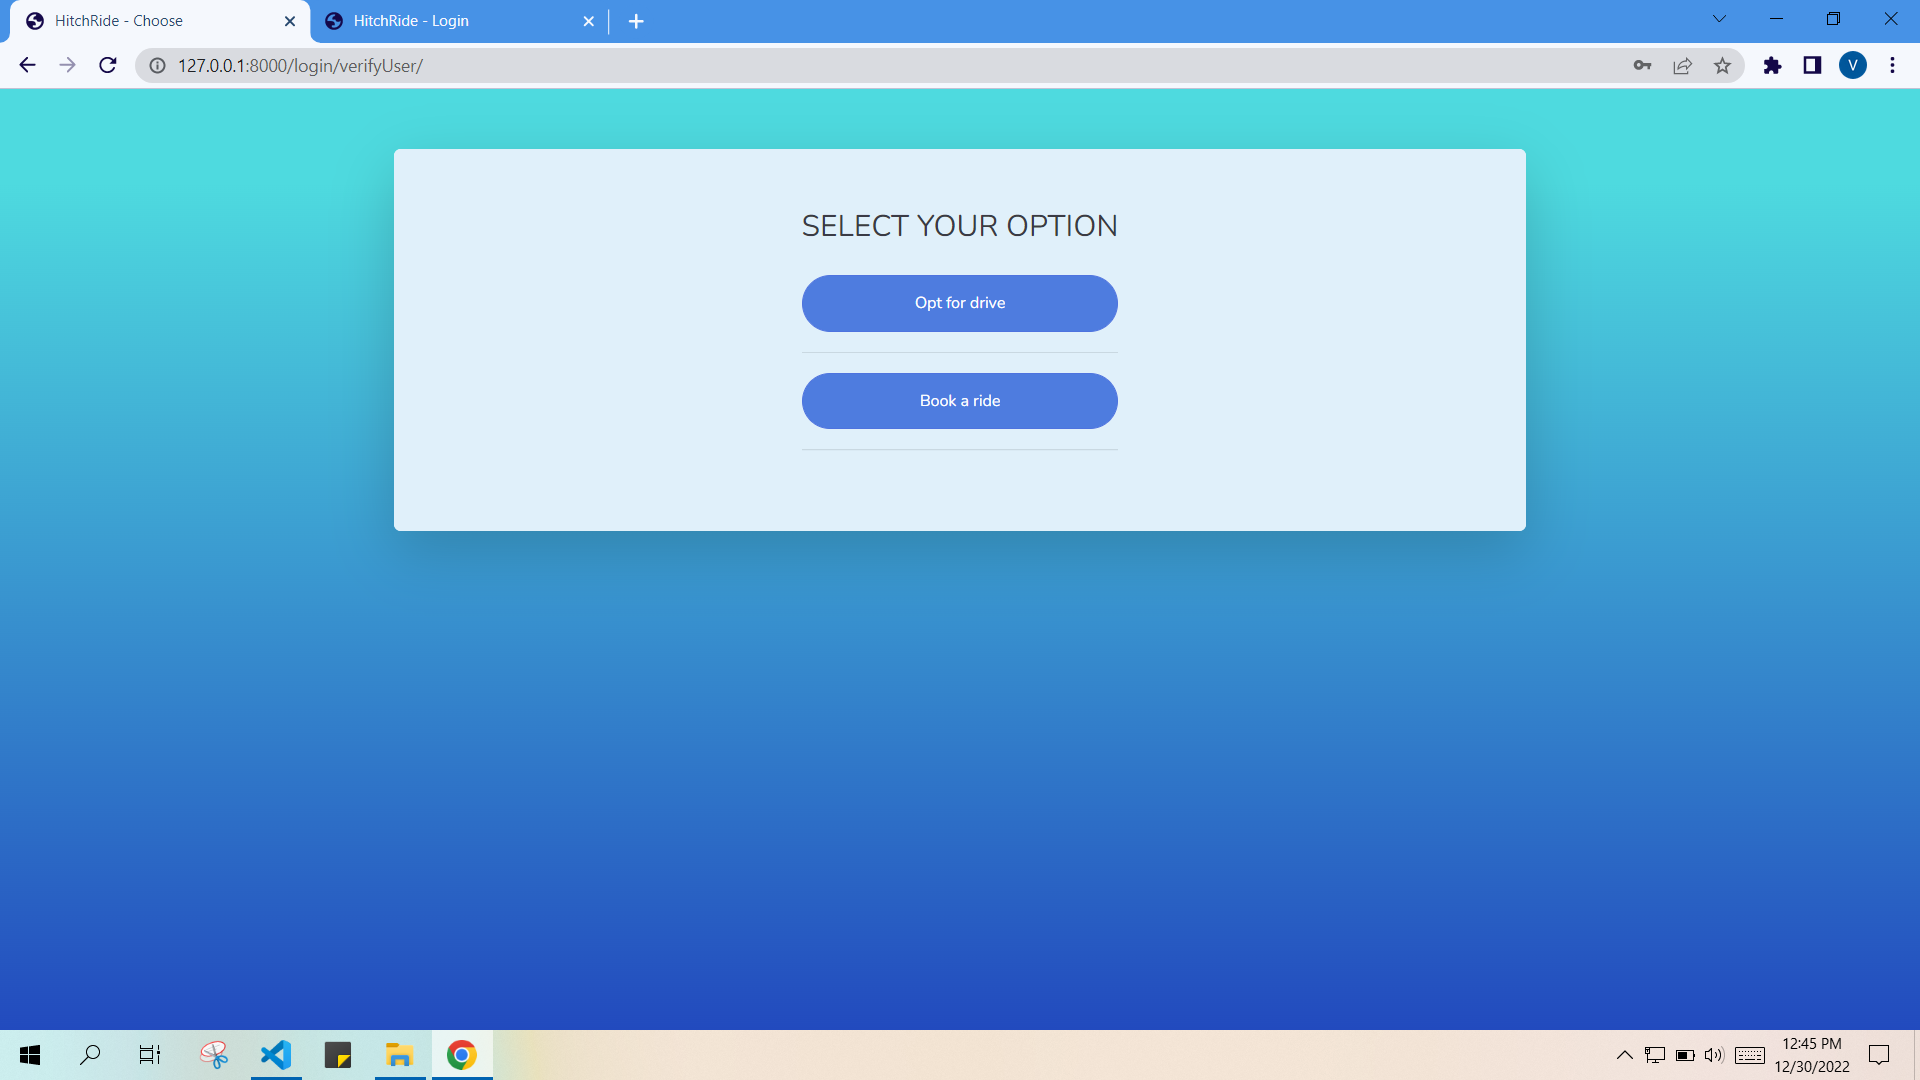 HitchRide - Choose
HitchRide - Login
127.0.0.1:8000/login/verifyUser/
V
SELECT YOUR OPTION
Opt for drive
Book a ride
12:45 PM
12/30/2022